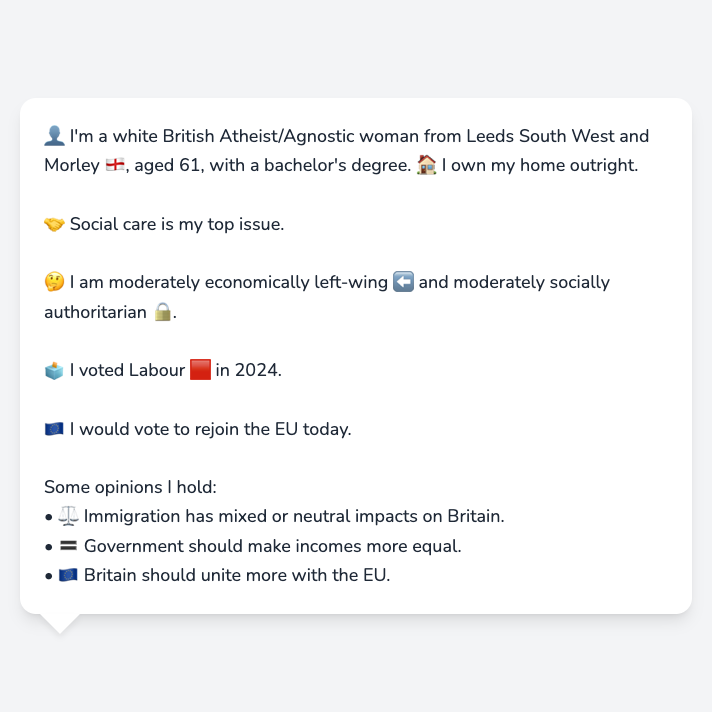 👤 I'm a white British Atheist/Agnostic woman from Leeds South West and
Morley 🏴󠁧󠁢󠁥󠁮󠁧󠁿, aged 61, with a bachelor's degree. 🏠 I own my home outright.
🤝 Social care is my top issue.
🤔 I am moderately economically left-wing ⬅️ and moderately socially
authoritarian 🔒.
🗳️ I voted Labour 🟥 in 2024.
🇪🇺 I would vote to rejoin the EU today.
Some opinions I hold:
• ⚖️ Immigration has mixed or neutral impacts on Britain.
• 🟰 Government should make incomes more equal.
• 🇪🇺 Britain should unite more with the EU.